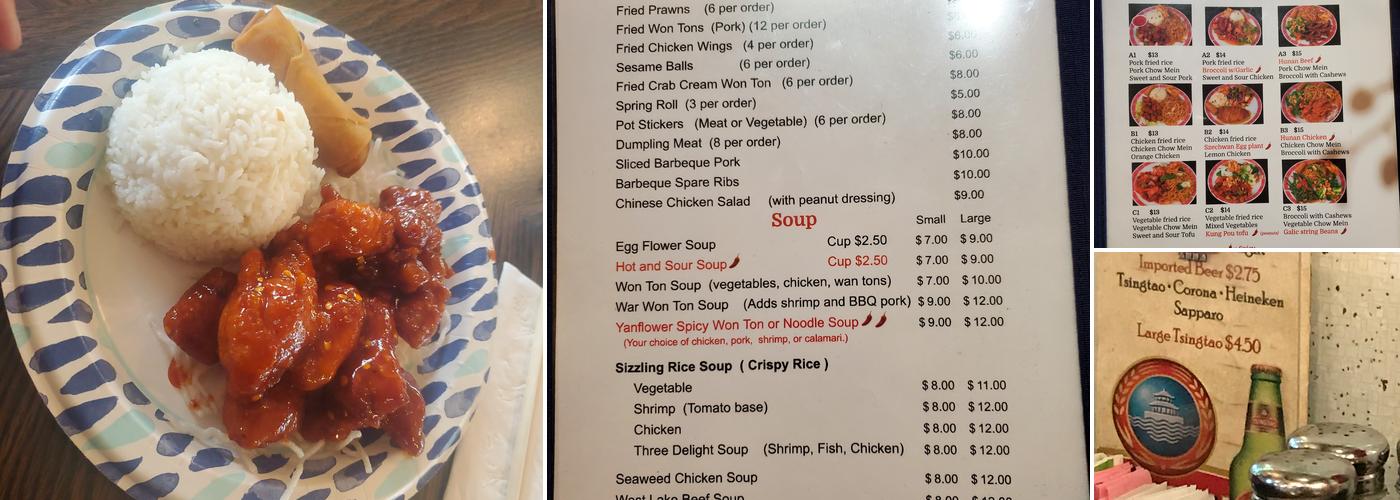 Fried Prawns (6 per order)
Fried Won Tons (Pork) (12 per order)
Fried Chicken Wings (4 per order) $6.00
Sesame Balls (6 per order) $6.00
Fried Crab Cream Won Ton (6 per order) $8.00
Spring Roll (3 per order) $5.00
Pot Stickers (Meat or Vegetable) (6 per order) $8.00
Dumpling Meat (8 per order) $8.00
Sliced Barbeque Pork $10.00
Barbeque Spare Ribs $10.00
Chinese Chicken Salad (with peanut dressing) $9.00
Soup Small Large
Egg Flower Soup Cup $2.50 $7.00 $9.00
Hot and Sour Soup Cup $2.50 $7.00 $9.00
Won Ton Soup (vegetables, chicken, wan tons) $7.00 $10.00
War Won Ton Soup (Adds shrimp and BBQ pork) $9.00 $12.00
Yanflower Spicy Won Ton or Noodle Soup $9.00 $12.00
(Your choice of chicken, pork, shrimp, or calamari.)
Sizzling Rice Soup ( Crispy Rice )
Vegetable $8.00 $11.00
Shrimp (Tomato base) $8.00 $12.00
Chicken $8.00 $12.00
Three Delight Soup (Shrimp, Fish, Chicken) $8.00 $12.00
Seaweed Chicken Soup $8.00 $12.00
West Lake Beef Soup
A1 $13
Pork fried rice
Pork Chow Mein
Sweet and Sour Pork
A2 $14
Pork fried rice
Broccoli w/Garlic
Sweet and Sour Chicken
A3 $15
Hunan Beef
Pork Chow Mein
Broccoli with Cashews
B1 $13
Chicken fried rice
Chicken Chow Mein
Orange Chicken
B2 $14
Chicken fried rice
Szechwan Egg plant
Lemon Chicken
B3 $15
Hunan Chicken
Chicken Chow Mein
Broccoli with Cashews
C1 $13
Vegetable fried rice
Vegetable Chow Mein
Sweet and Sour Tofu
C2 $14
Vegetable fried rice
Mixed Vegetables
Kung Pou tofu (peanuts)
C3 $15
Broccoli with Cashews
Vegetable Chow Mein
Galic string Beans
Imported Beer $2.75
Tsingtao • Corona • Heineken
Sapparo
Large Tsingtao $4.50